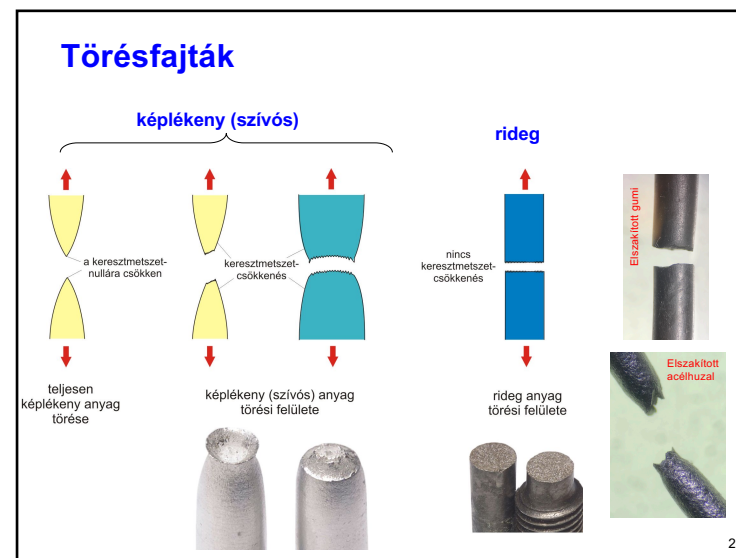 Törésfajták
képlékeny (szívós)
rideg
a keresztmetszet-
nullára csökken
keresztmetszet-
csökkenés
nincs
keresztmetszet-
csökkenés
Elszakított gumi
Elszakított
acélhuzal
teljesen
képlékeny anyag
törése
képlékeny (szívós) anyag
törési felülete
rideg anyag
törési felülete
2